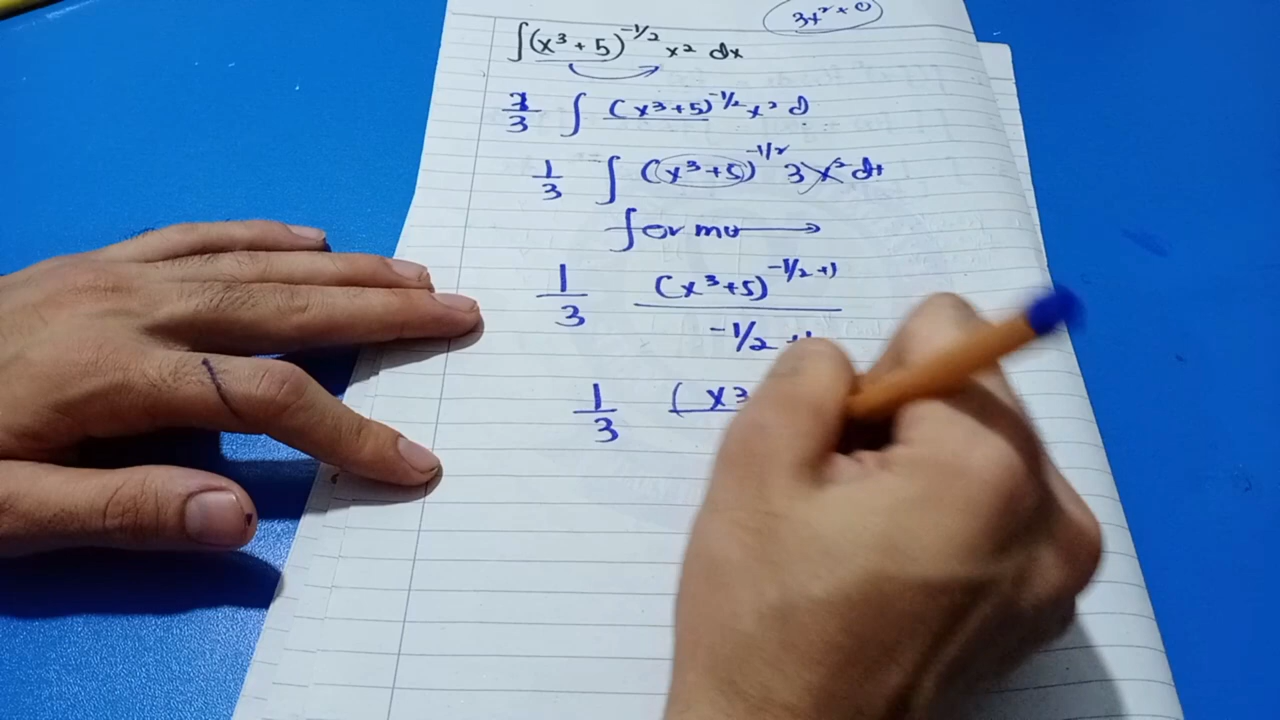 3x² + 0
∫(x³ + 5)^-1/2 x² dx
3/3 ∫ (x³+5)^-1/2 x² d
1/3 ∫ (x³+5)^-1/2 3x² dx
1/3 (x³+5)^-1/2 +1 / -1/2 +1
1/3 (x³